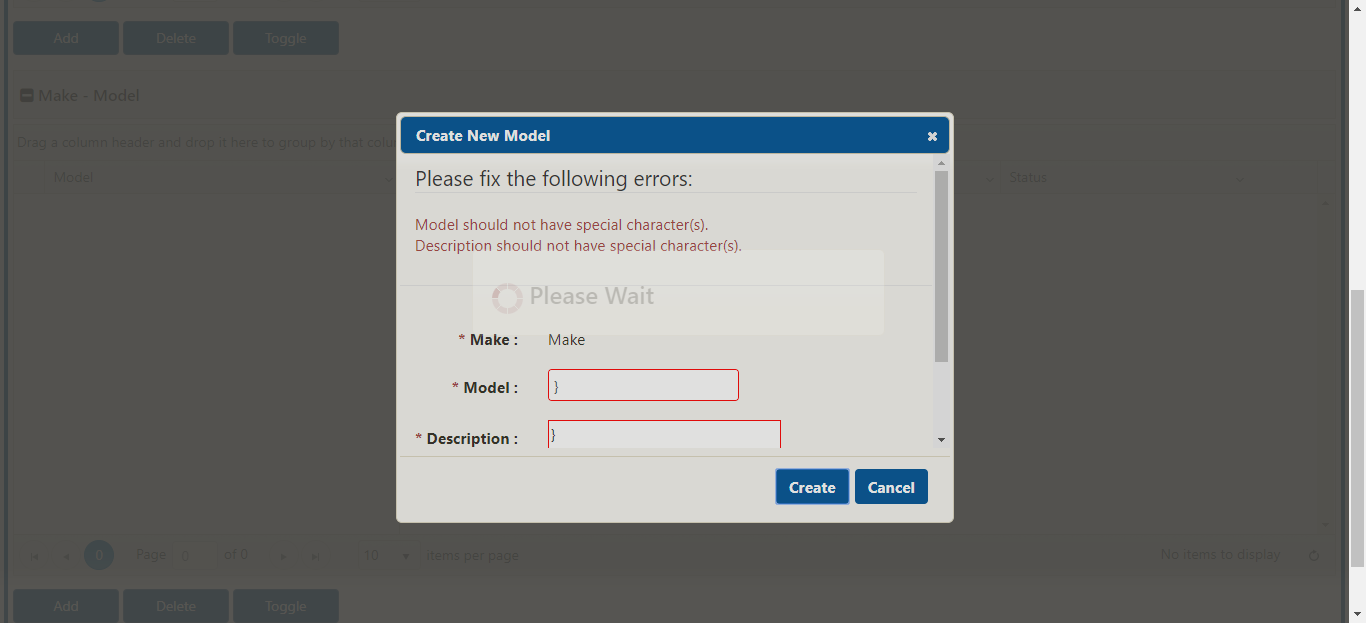 Add Delete Toggle
Make - Model
Create New Model
Drag a column header and drop it here to group by that colu
Model Status
Please fix the following errors:
Model should not have special character(s).
Description should not have special character(s).
Please Wait
* Make : Make
* Model : }
* Description : }
Create Cancel
0 Page 0 of 0 10 items per page No items to display
Add Delete Toggle